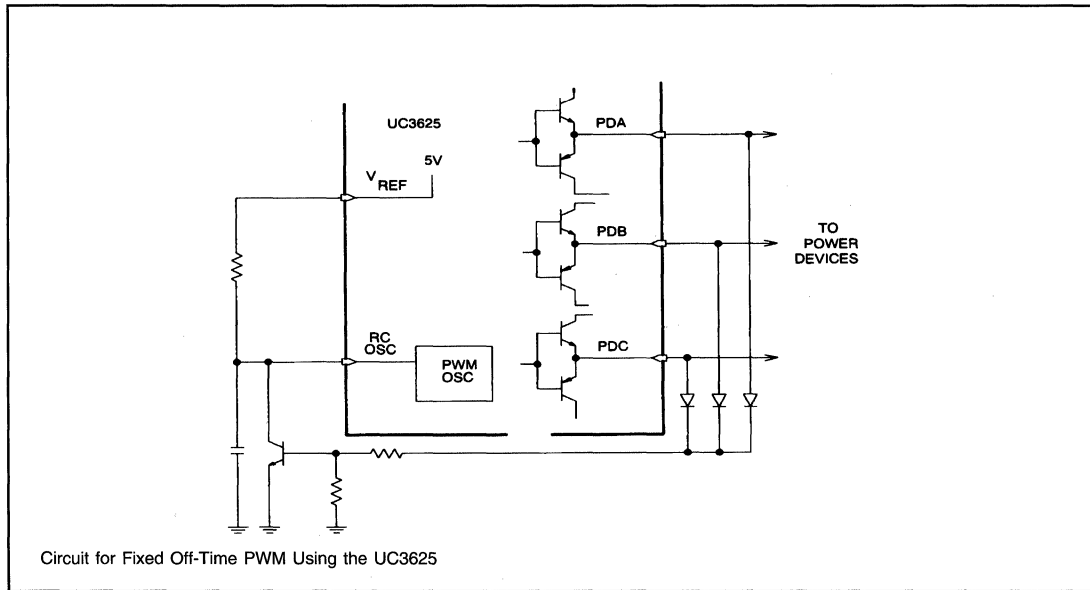 UC3625
PDA
5V
V
REF
PDB
TO
POWER
DEVICES
RC
OSC
PDC
PWM
OSC
Circuit for Fixed Off-Time PWM Using the UC3625